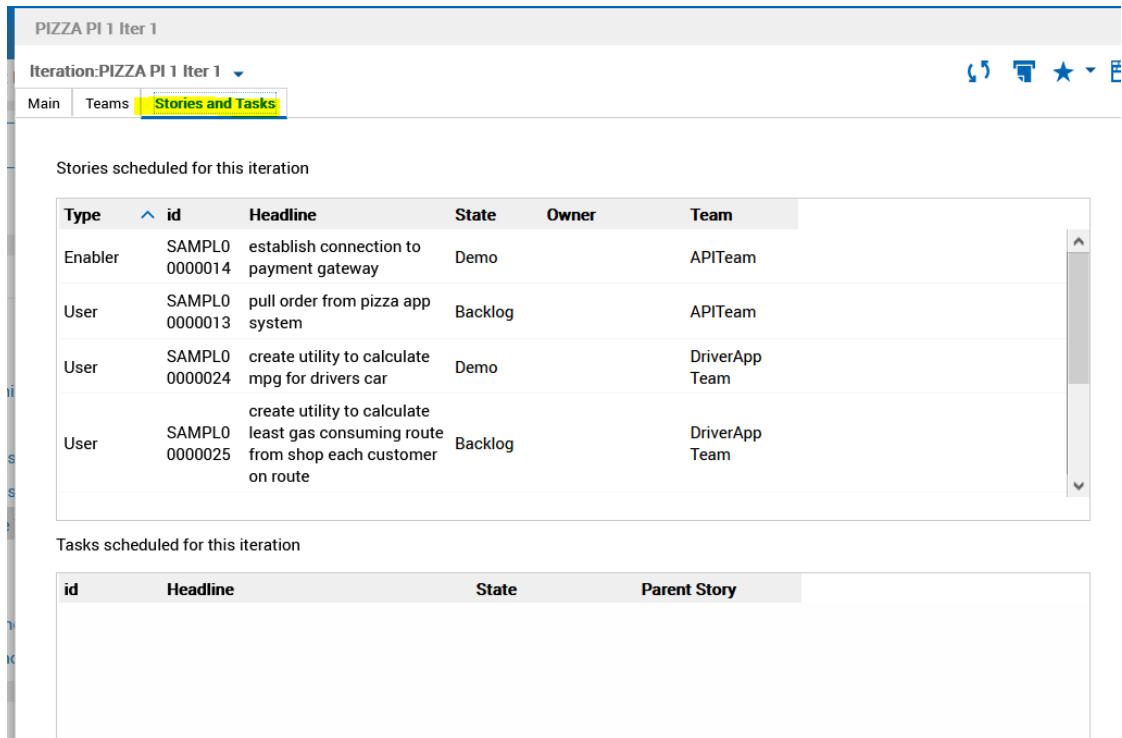 PIZZA PI 1 Iter 1
Iteration:PIZZA PI 1 Iter 1
Main Teams Stories and Tasks
Stories scheduled for this iteration
Type id Headline State Owner Team
Enabler SAMPL0 establish connection to Demo APITeam
0000014 payment gateway
User SAMPL0 pull order from pizza app Backlog APITeam
0000013 system
User SAMPL0 create utility to calculate Demo DriverApp
0000024 mpg for drivers car Team
create utility to calculate
User SAMPL0 least gas consuming route Backlog DriverApp
0000025 from shop each customer Team
on route
Tasks scheduled for this iteration
id Headline State Parent Story